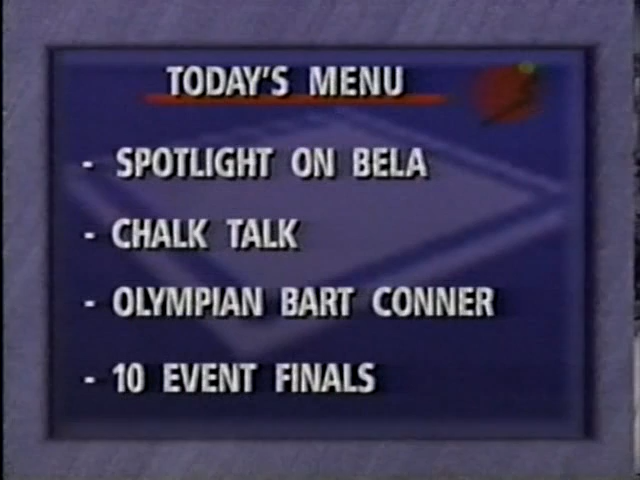 TODAY'S MENU
- SPOTLIGHT ON BELA
- CHALK TALK
- OLYMPIAN BART CONNER
- 10 EVENT FINALS